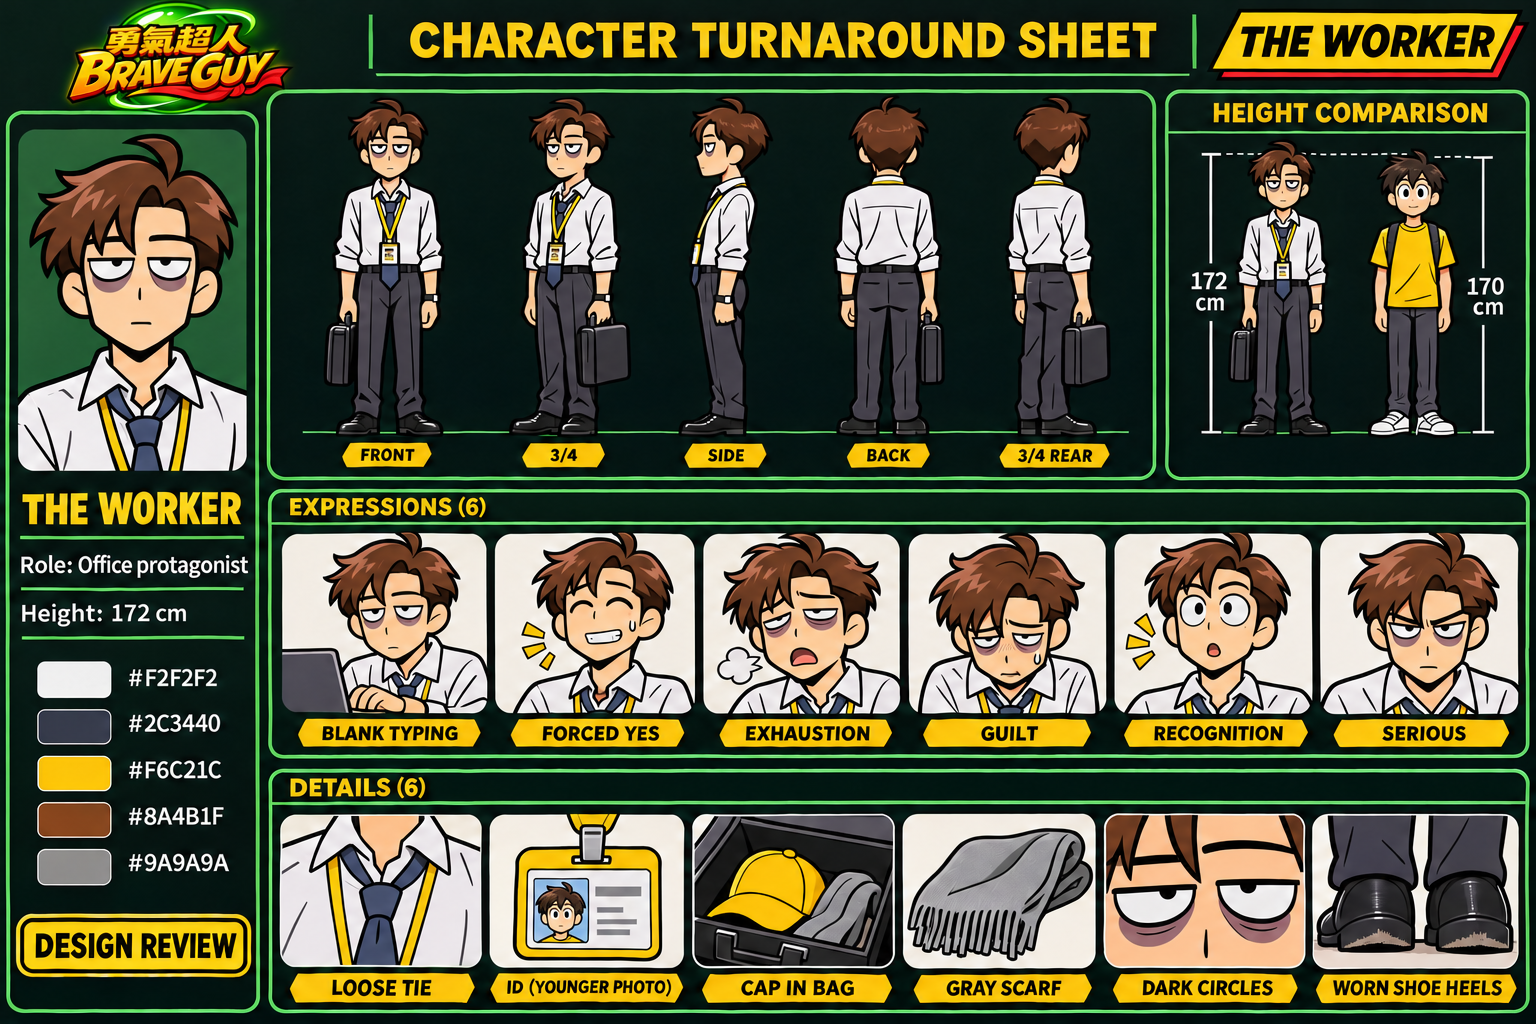 勇氣超人
BRAVE GUY
CHARACTER TURNAROUND SHEET
THE WORKER
FRONT
3/4
SIDE
BACK
3/4 REAR
HEIGHT COMPARISON
172 cm
170 cm
THE WORKER
Role: Office protagonist
Height: 172 cm
#F2F2F2
#2C3440
#F6C21C
#8A4B1F
#9A9A9A
DESIGN REVIEW
EXPRESSIONS (6)
BLANK TYPING
FORCED YES
EXHAUSTION
GUILT
RECOGNITION
SERIOUS
DETAILS (6)
LOOSE TIE
ID (YOUNGER PHOTO)
CAP IN BAG
GRAY SCARF
DARK CIRCLES
WORN SHOE HEELS